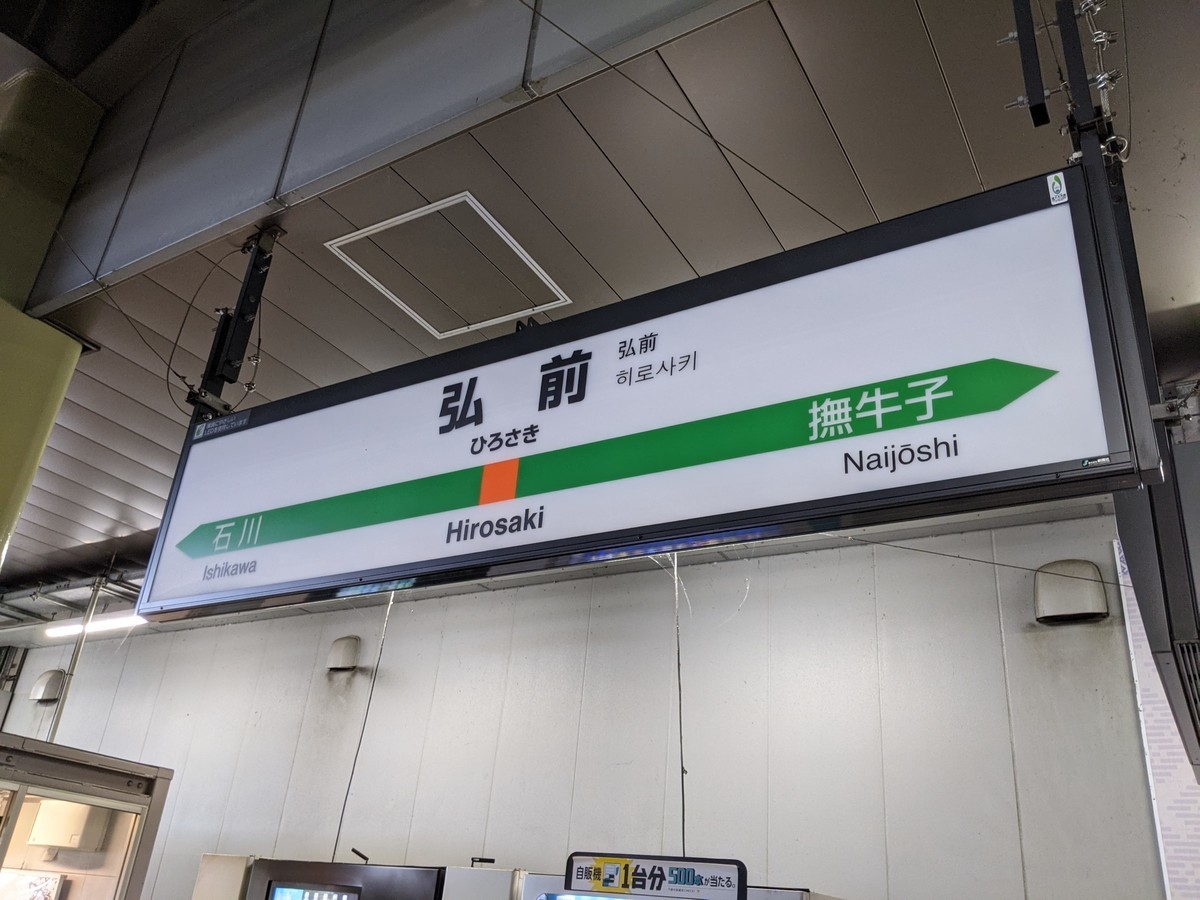 弘前
弘前
히로사키
ひろさき
石川
撫牛子
Ishikawa
Hirosaki
Naijōshi
自販機1台分500本が当たる。